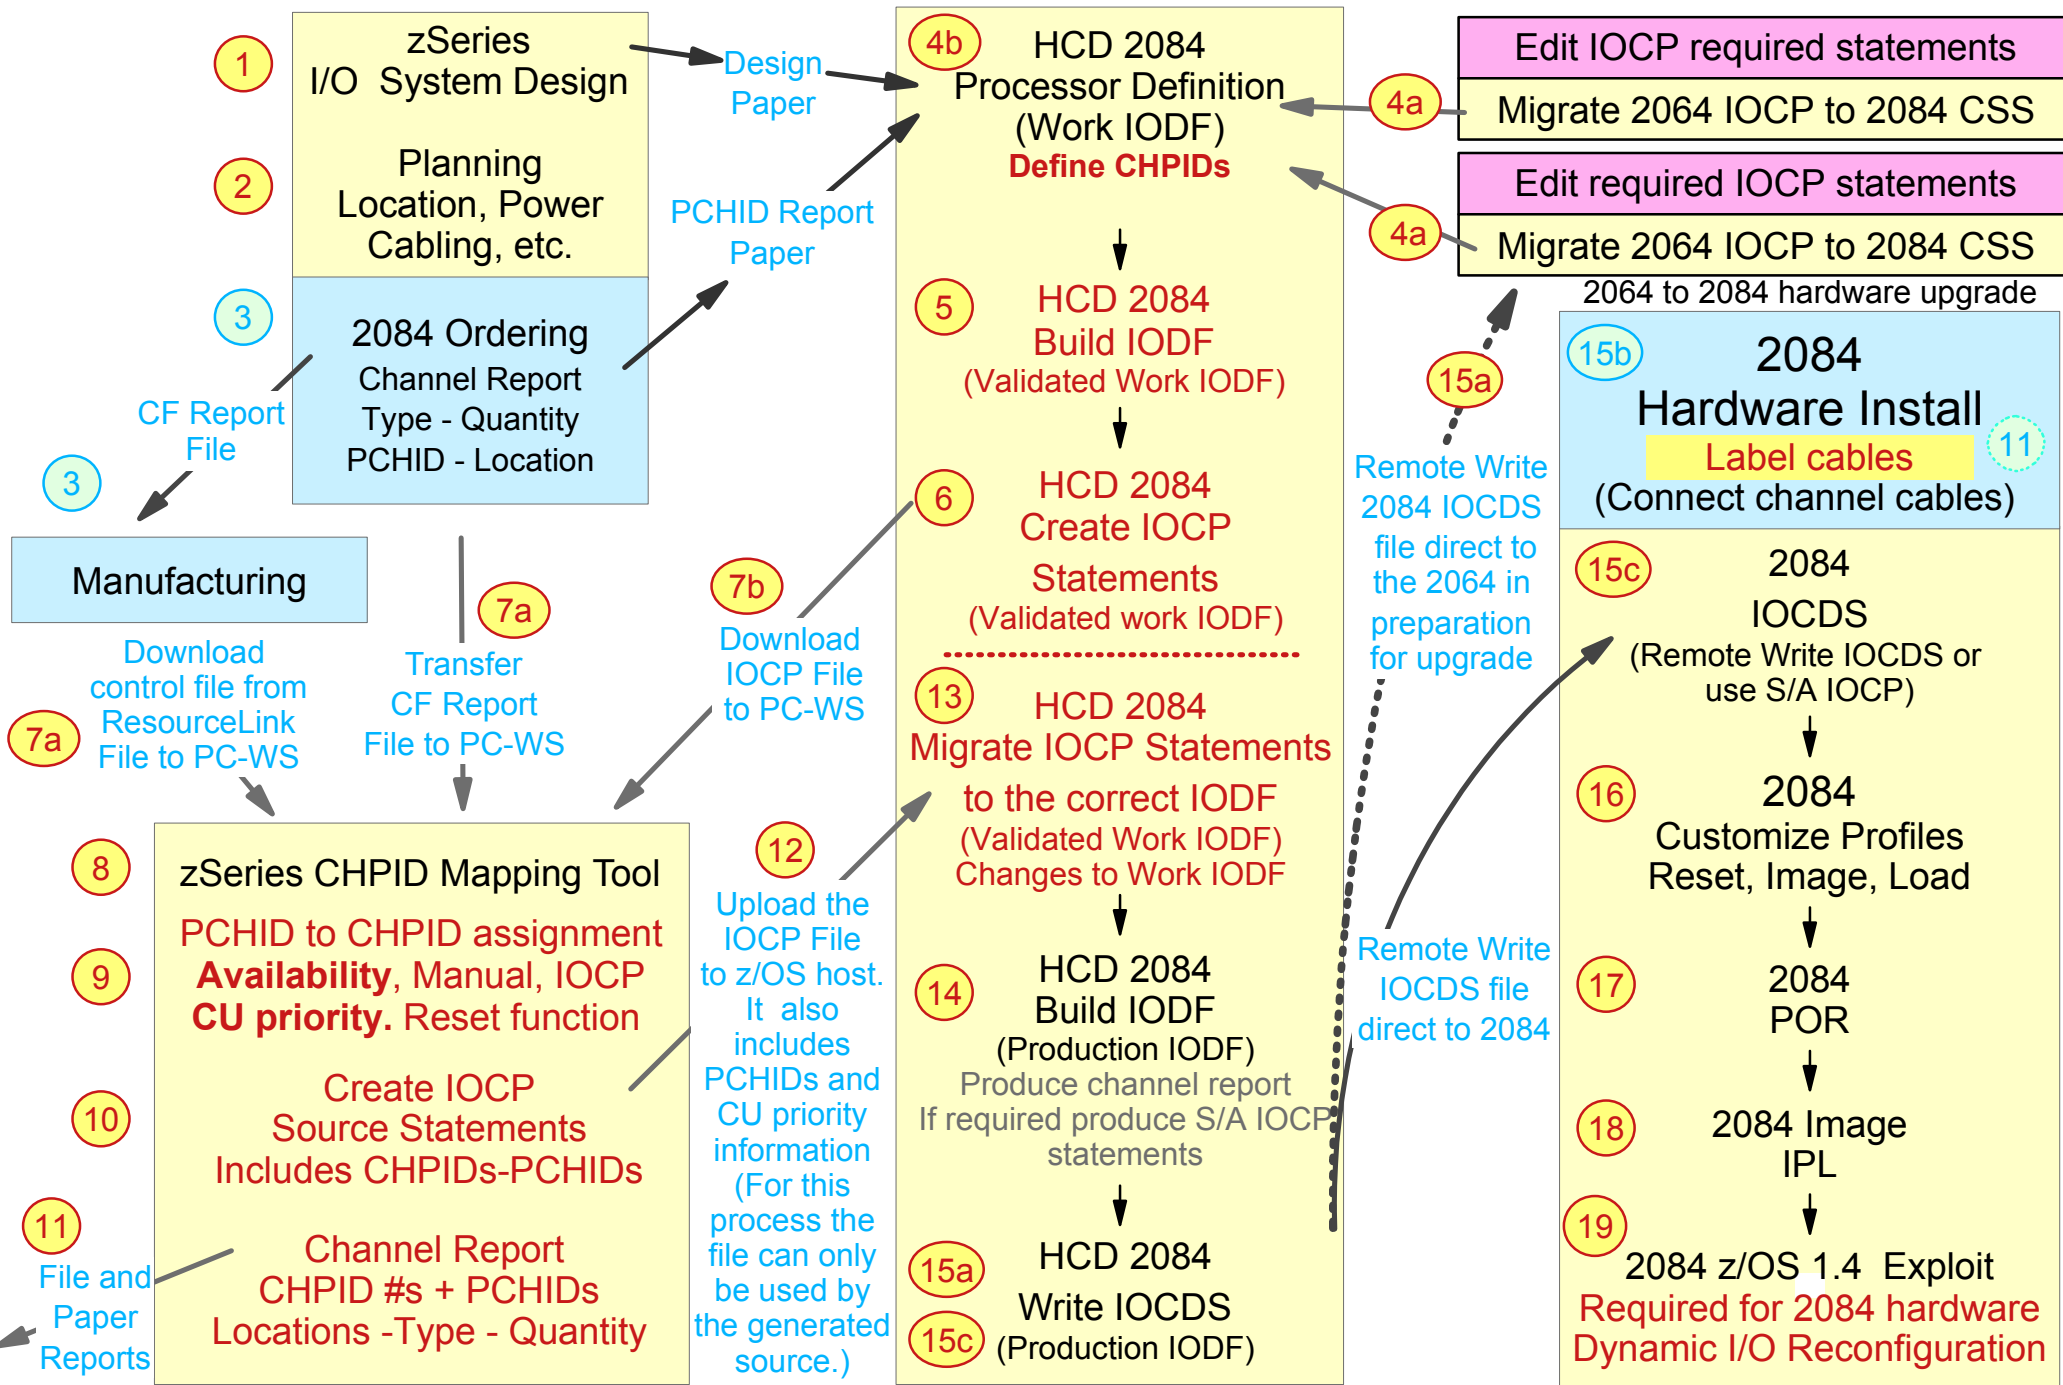 1
zSeries
I/O  System Design
2
Planning
Location, Power
Cabling, etc.
3
2084 Ordering
Channel Report
Type - Quantity
PCHID - Location
Design
Paper
PCHID Report
Paper
CF Report
File
3
Manufacturing
7a
Download
control file from
ResourceLink
File to PC-WS
7a
Transfer
CF Report
File to PC-WS
7b
Download
IOCP File
to PC-WS
8
zSeries CHPID Mapping Tool
9
PCHID to CHPID assignment
Availability, Manual, IOCP
CU priority. Reset function
10
Create IOCP
Source Statements
Includes CHPIDs-PCHIDs
11
File and
Paper
Reports
Channel Report
CHPID #s + PCHIDs
Locations -Type - Quantity
12
Upload the
IOCP File
to z/OS host.
It  also
includes
PCHIDs and
CU priority
information
(For this
process the
file can only
be used by
the generated
source.)
4b
HCD 2084
Processor Definition
(Work IODF)
Define CHPIDs
5
HCD 2084
Build IODF
(Validated Work IODF)
6
HCD 2084
Create IOCP
Statements
(Validated work IODF)
13
HCD 2084
Migrate IOCP Statements
to the correct IODF
(Validated Work IODF)
Changes to Work IODF
14
HCD 2084
Build IODF
(Production IODF)
Produce channel report
If required produce S/A IOCP
statements
15a
15c
HCD 2084
Write IOCDS
(Production IODF)
4a
Edit IOCP required statements
Migrate 2064 IOCP to 2084 CSS
4a
Edit required IOCP statements
Migrate 2064 IOCP to 2084 CSS
2064 to 2084 hardware upgrade
15a
Remote Write
2084 IOCDS
file direct to
the 2064 in
preparation
for upgrade
Remote Write
IOCDS file
direct to 2084
15b
2084
Hardware Install
Label cables
11
(Connect channel cables)
15c
2084
IOCDS
(Remote Write IOCDS or
use S/A IOCP)
16
2084
Customize Profiles
Reset, Image, Load
17
2084
POR
18
2084 Image
IPL
19
2084 z/OS 1.4  Exploit
Required for 2084 hardware
Dynamic I/O Reconfiguration